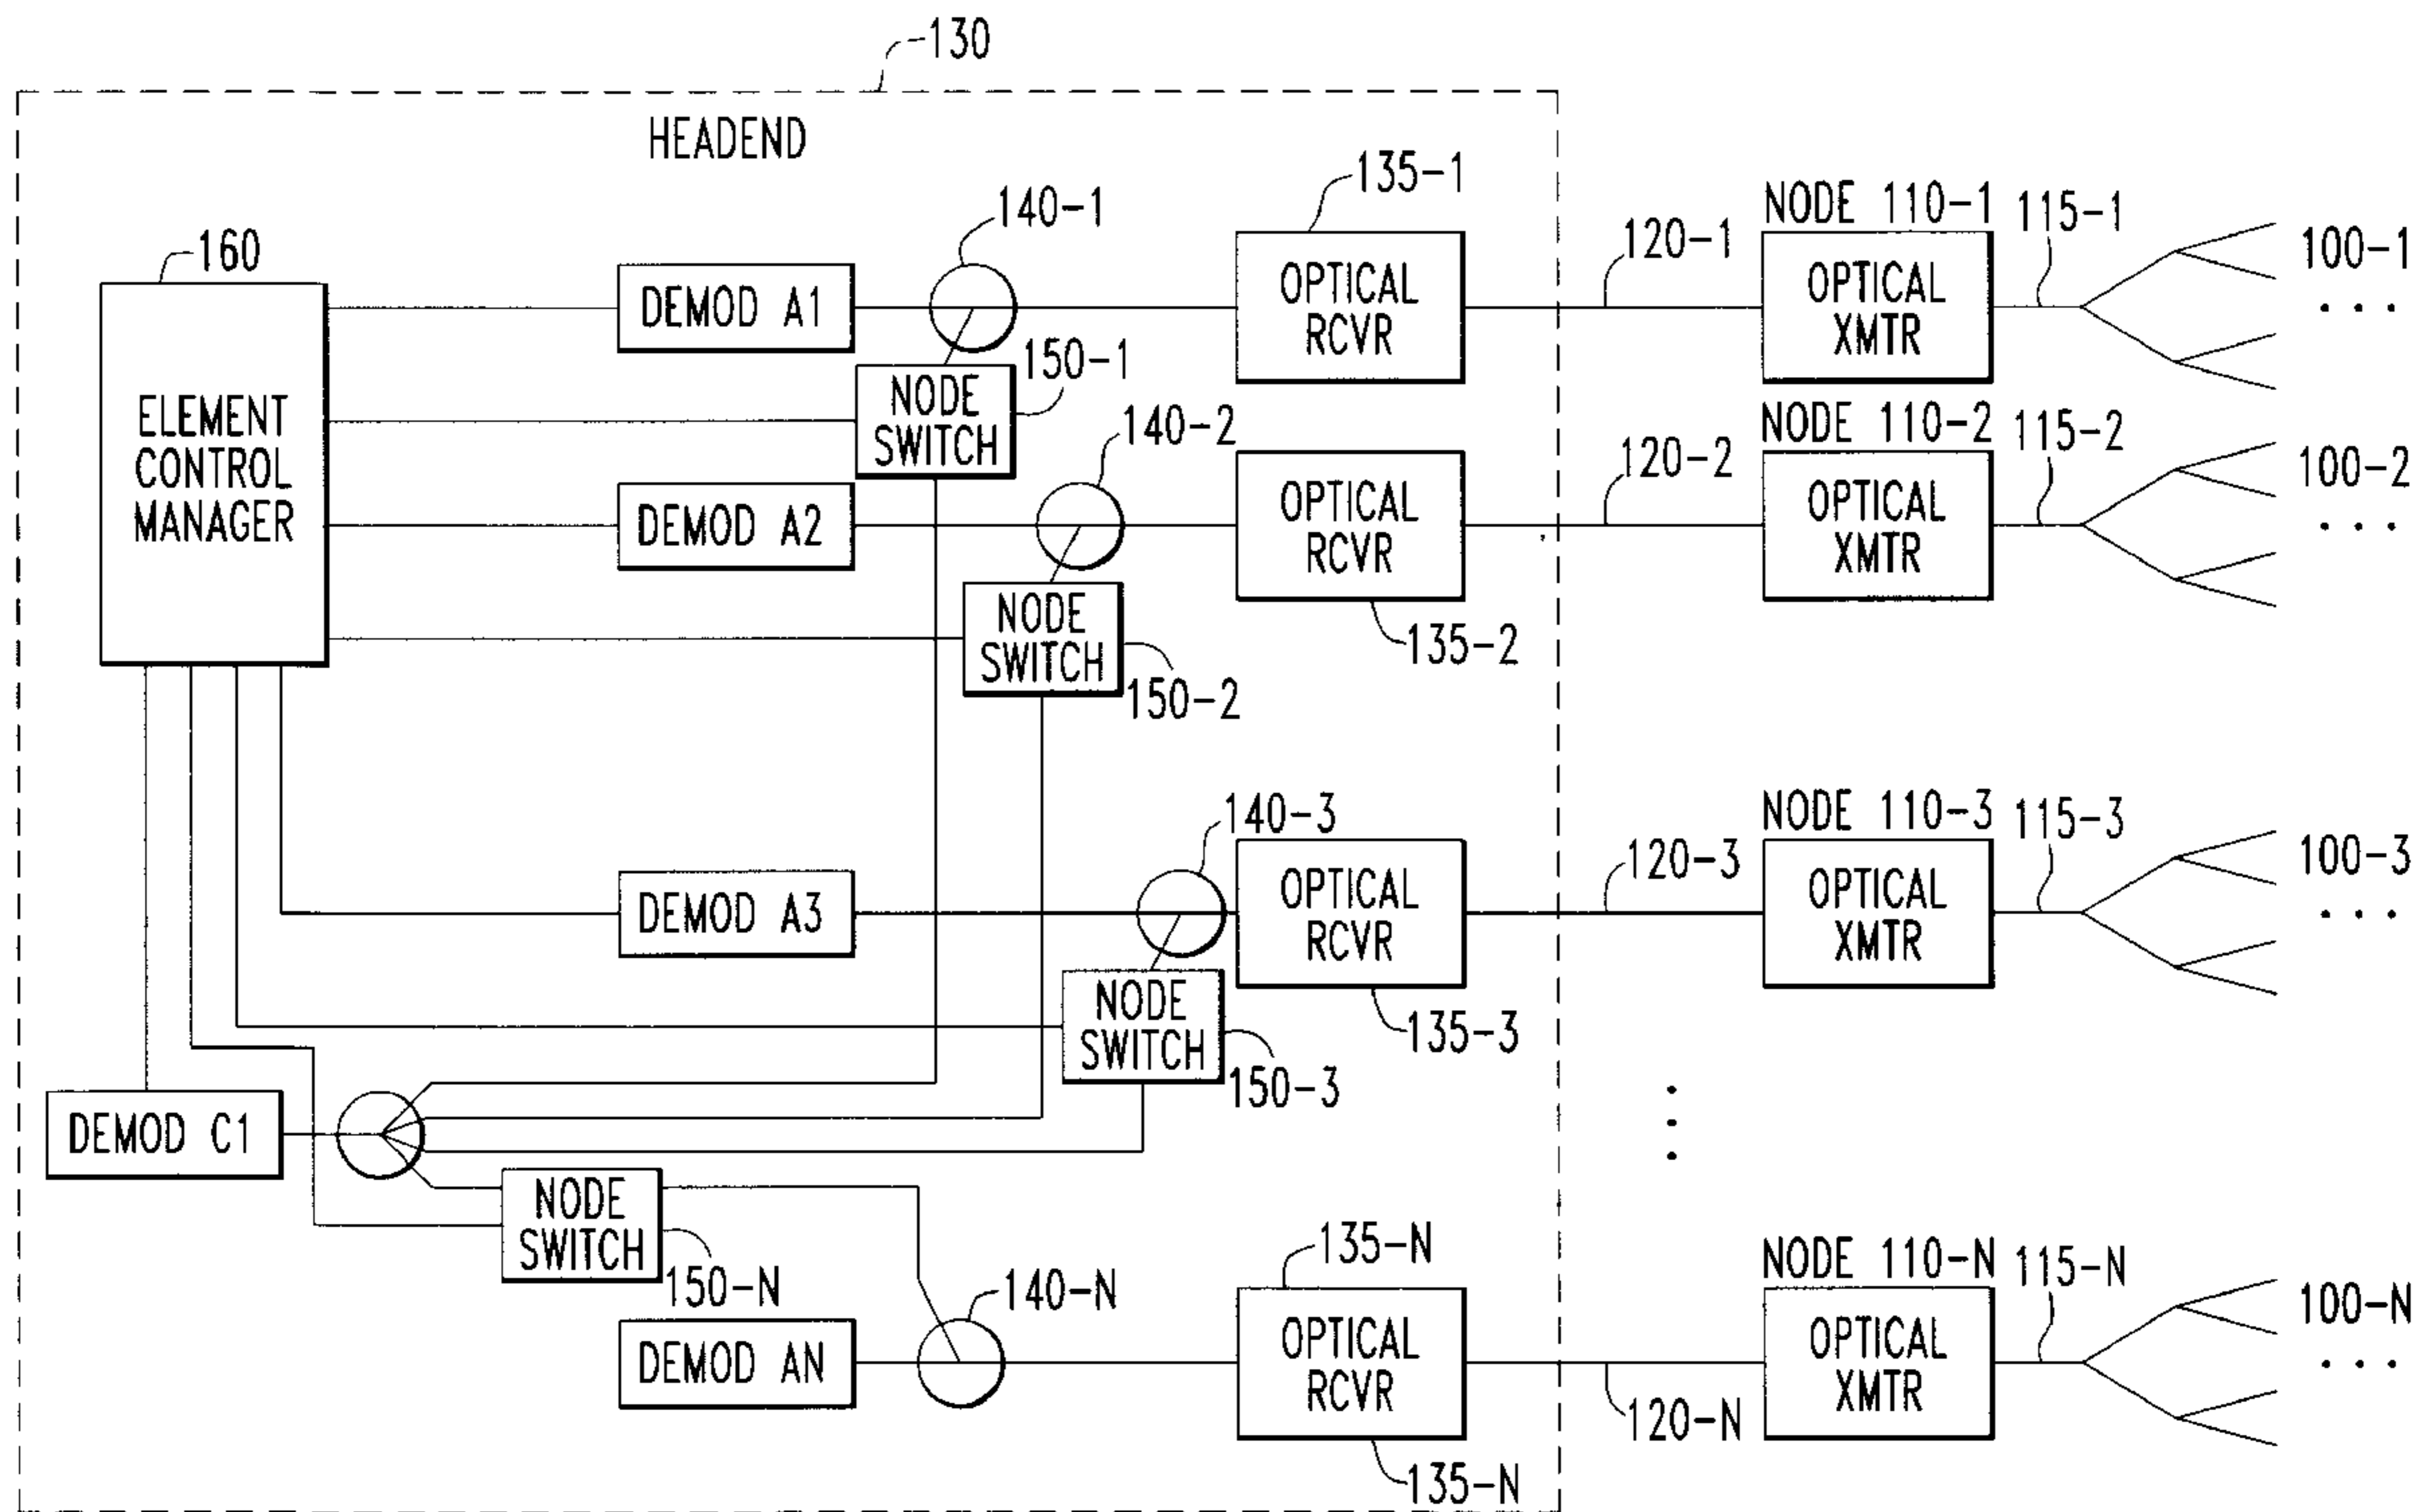 130
HEADEND
135-1
140-1
NODE 110-1
115-1
120-1
100-1
160
DEMOD A1
OPTICAL
RCVR
OPTICAL
XMTR
. . .
150-1
NODE
SWITCH
140-2
NODE 110-2
115-2
120-2
100-2
ELEMENT
CONTROL
MANAGER
DEMOD A2
OPTICAL
RCVR
OPTICAL
XMTR
. . .
NODE
SWITCH
135-2
150-2
140-3
NODE 110-3
115-3
120-3
100-3
DEMOD A3
OPTICAL
RCVR
OPTICAL
XMTR
. . .
NODE
SWITCH
135-3
150-3
DEMOD C1
NODE
SWITCH
150-N
135-N
140-N
NODE 110-N
115-N
100-N
DEMOD AN
OPTICAL
RCVR
OPTICAL
XMTR
. . .
120-N
135-N